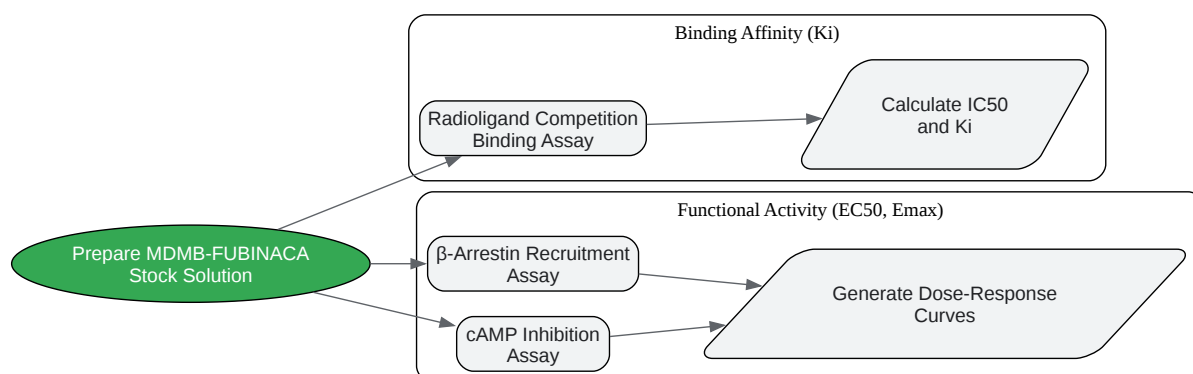 Binding Affinity (Ki)
Radioligand Competition
Binding Assay
Calculate IC50
and Ki
Prepare MDMB-FUBINACA
Stock Solution
Functional Activity (EC50, Emax)
β-Arrestin Recruitment
Assay
cAMP Inhibition
Assay
Generate Dose-Response
Curves